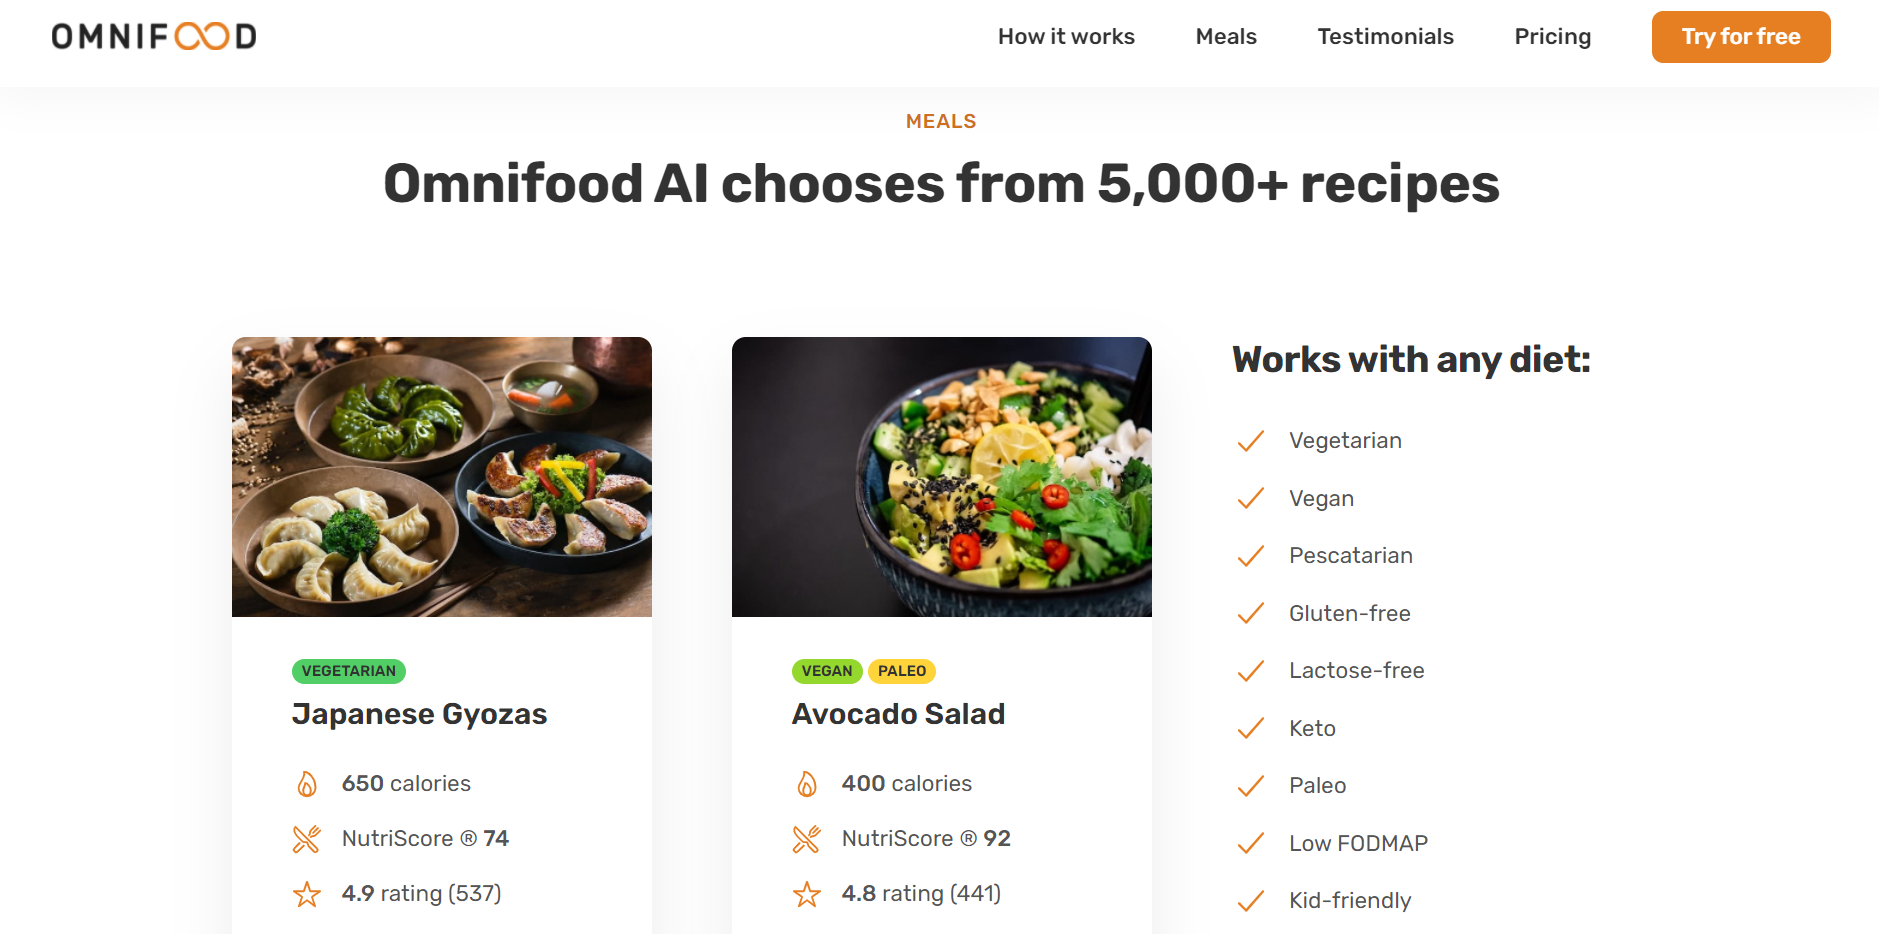 OMNIFOOD
How it works
Meals
Testimonials
Pricing
Try for free
MEALS
Omnifood AI chooses from 5,000+ recipes
VEGETARIAN
Japanese Gyozas
650 calories
NutriScore ® 74
4.9 rating (537)
VEGAN
PALEO
Avocado Salad
400 calories
NutriScore ® 92
4.8 rating (441)
Works with any diet:
Vegetarian
Vegan
Pescatarian
Gluten-free
Lactose-free
Keto
Paleo
Low FODMAP
Kid-friendly